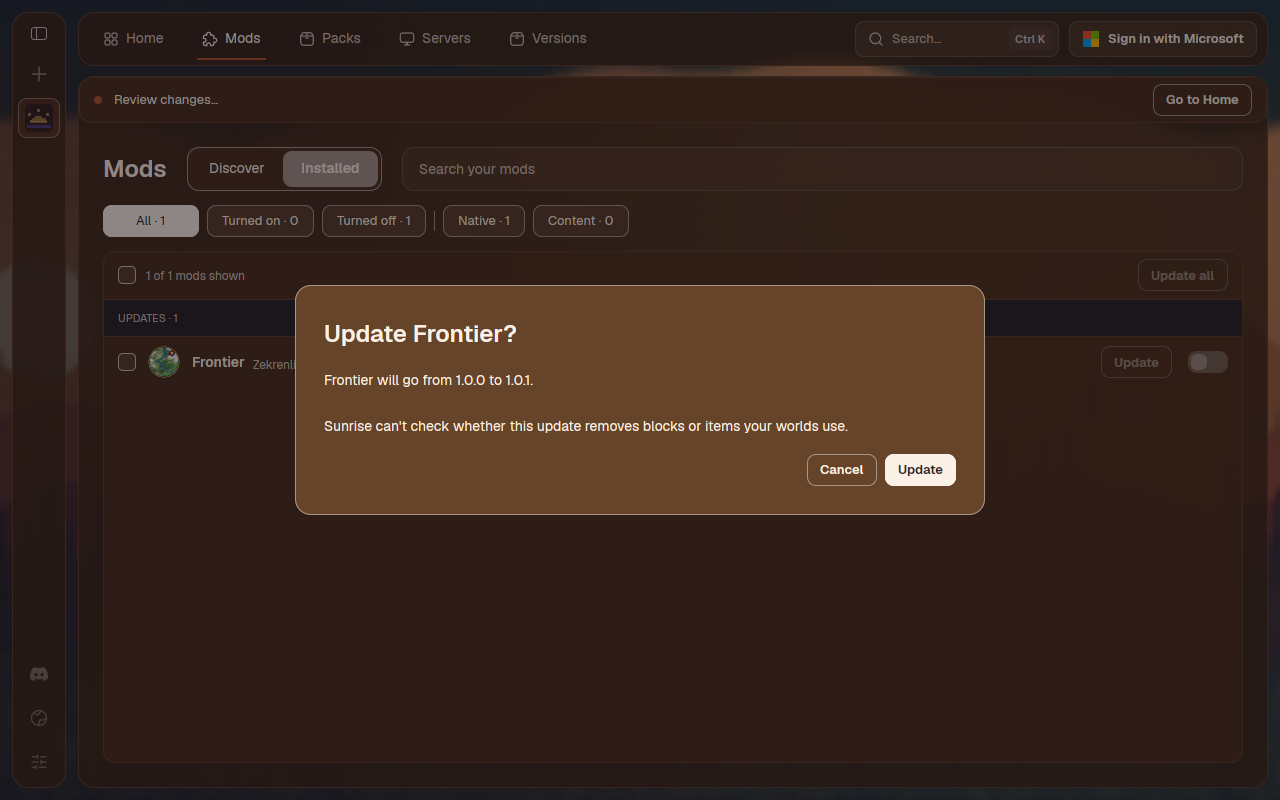 Home
Mods
Packs
Servers
Versions
Search...
Ctrl K
Sign in with Microsoft
Review changes...
Go to Home
Mods
Discover
Installed
Search your mods
All · 1
Turned on · 0
Turned off · 1
Native · 1
Content · 0
1 of 1 mods shown
Update all
UPDATES · 1
Frontier
Update
Update Frontier?
Frontier will go from 1.0.0 to 1.0.1.
Sunrise can't check whether this update removes blocks or items your worlds use.
Cancel
Update